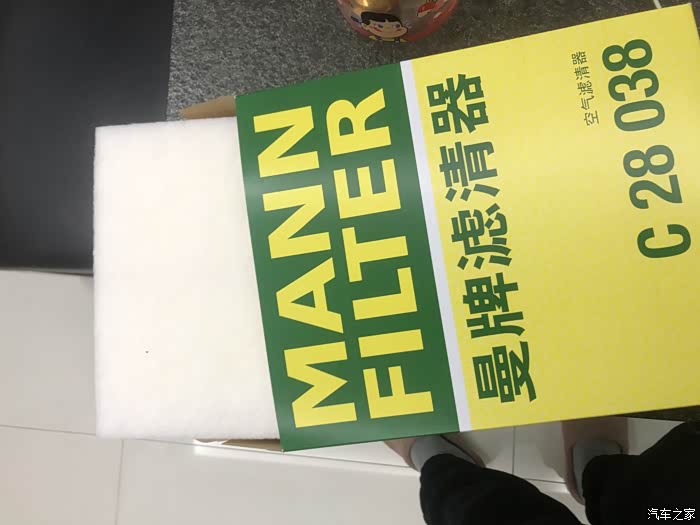 MANN
FILTER
曼牌滤清器
空气滤清器
C 28 038
汽车之家